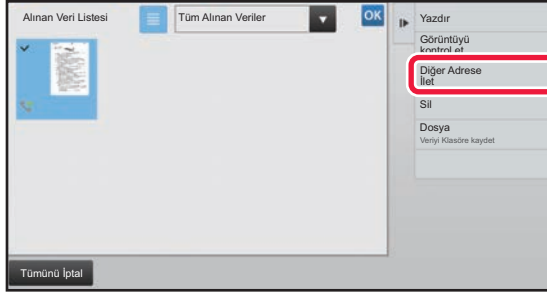 Alınan Veri Listesi
Tüm Alınan Veriler
OK
Yazdır
Görüntüyü
kontrol et
Diğer Adrese
İlet
Sil
Dosya
Veriyi Klasöre kaydet
Tümünü İptal